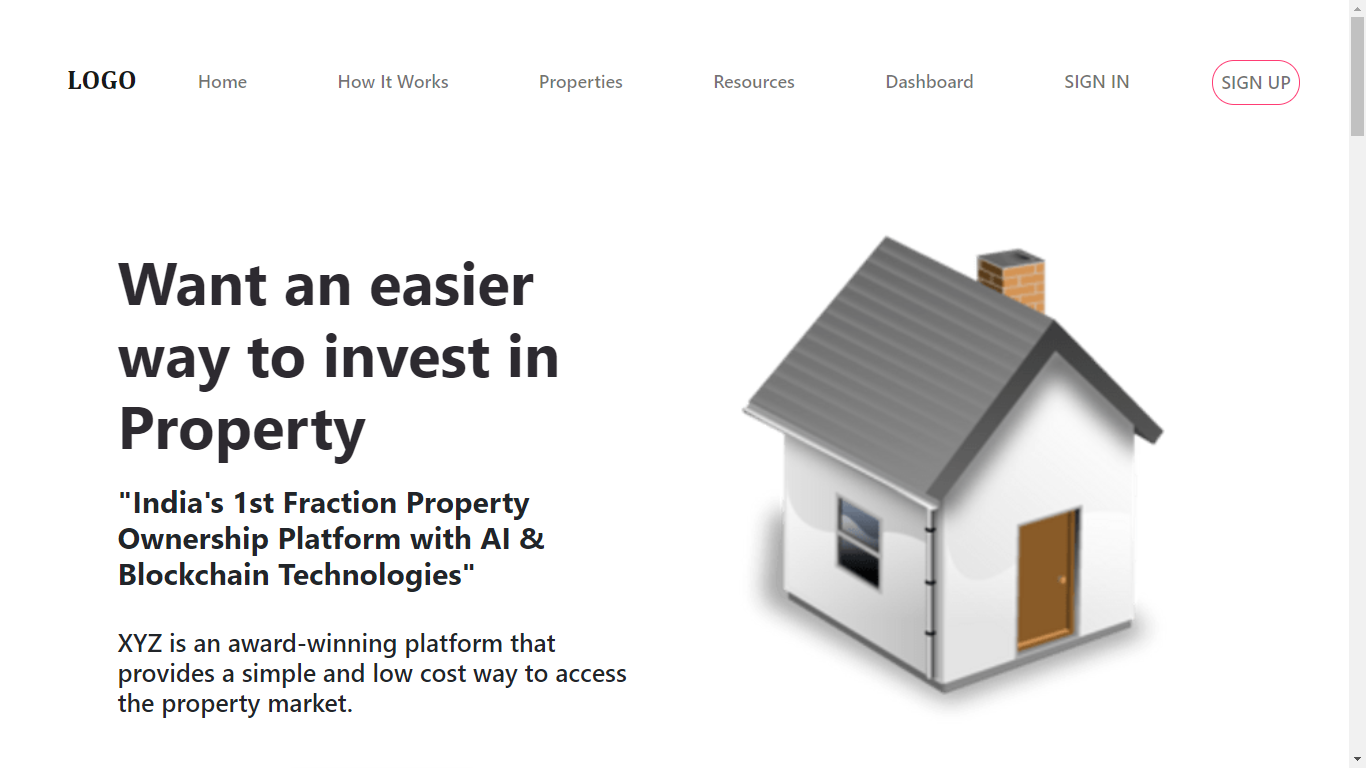 LOGO Home How It Works Properties Resources Dashboard SIGN IN SIGN UP
Want an easier
way to invest in
Property
"India's 1st Fraction Property
Ownership Platform with AI &
Blockchain Technologies"
XYZ is an award-winning platform that
provides a simple and low cost way to access
the property market.